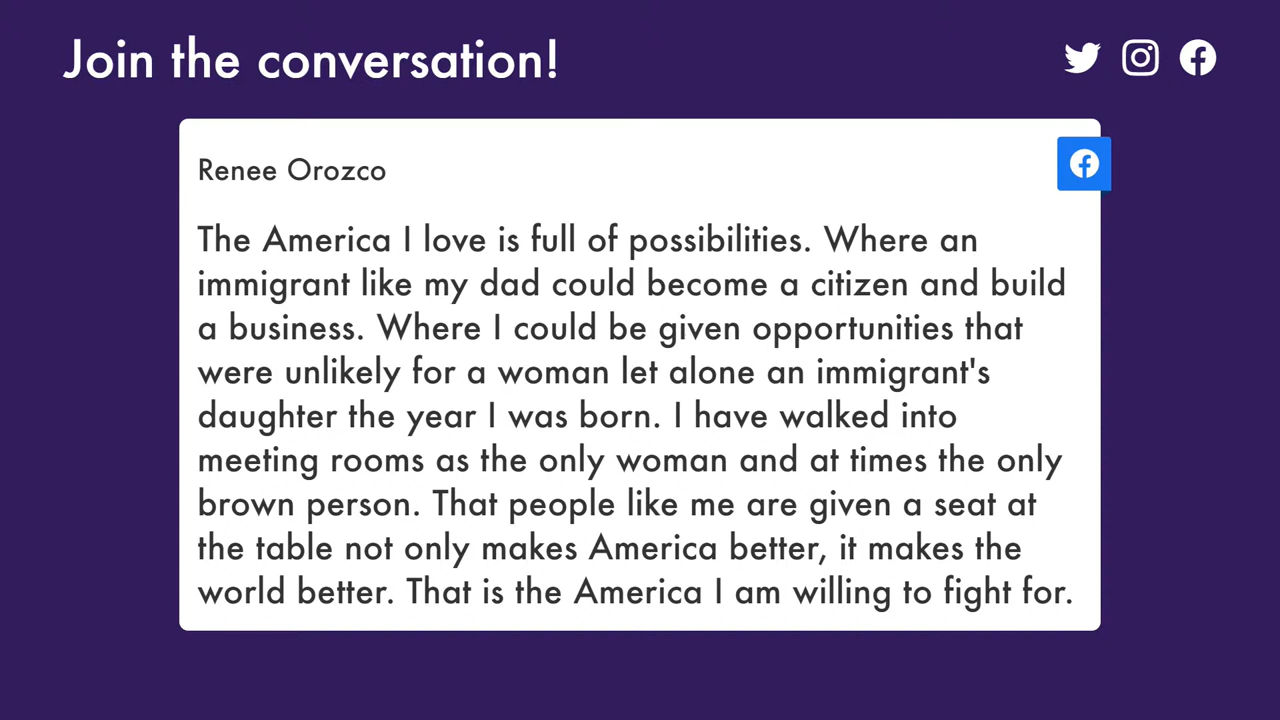 Join the conversation!
Renee Orozco
The America I love is full of possibilities. Where an
immigrant like my dad could become a citizen and build
a business. Where I could be given opportunities that
were unlikely for a woman let alone an immigrant's
daughter the year I was born. I have walked into
meeting rooms as the only woman and at times the only
brown person. That people like me are given a seat at
the table not only makes America better, it makes the
world better. That is the America I am willing to fight for.